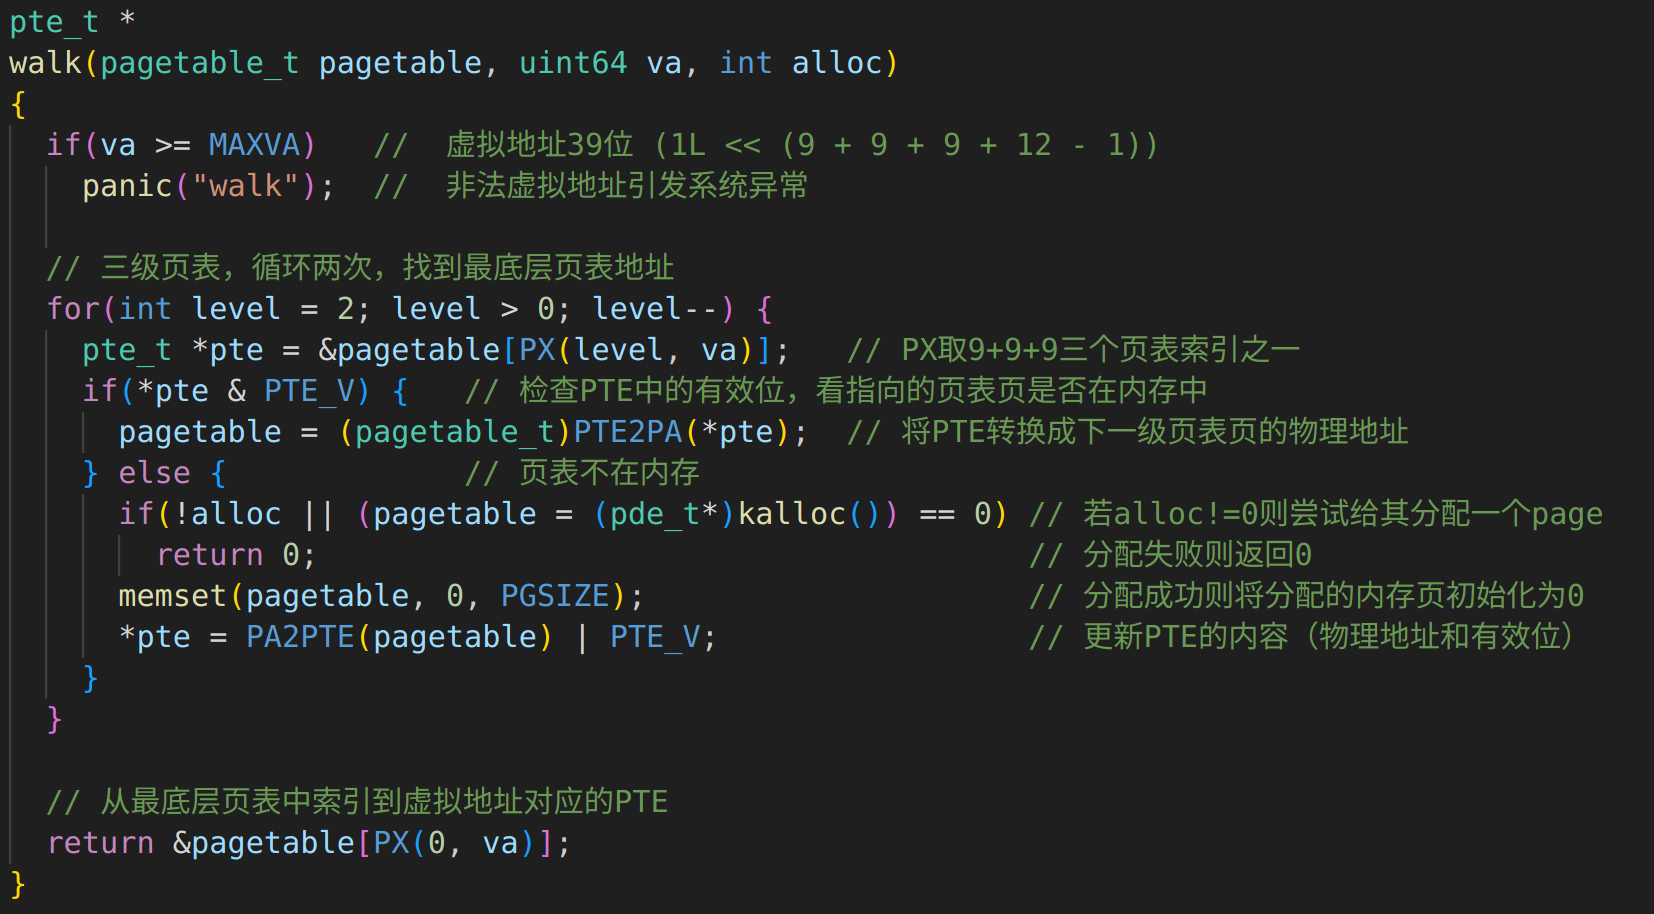 pte_t *
walk(pagetable_t pagetable, uint64 va, int alloc)
{
  if(va >= MAXVA)   //  虚拟地址39位 (1L << (9 + 9 + 9 + 12 - 1))
    panic("walk");  //  非法虚拟地址引发系统异常

  // 三级页表，循环两次，找到最底层页表地址
  for(int level = 2; level > 0; level--) {
    pte_t *pte = &pagetable[PX(level, va)];   // PX取9+9+9三个页表索引之一
    if(*pte & PTE_V) {   // 检查PTE中的有效位，看指向的页表页是否在内存中
      pagetable = (pagetable_t)PTE2PA(*pte);  // 将PTE转换成下一级页表页的物理地址
    } else {             // 页表不在内存
      if(!alloc || (pagetable = (pde_t*)kalloc()) == 0) // 若alloc!=0则尝试给其分配一个page
        return 0;                                       // 分配失败则返回0
      memset(pagetable, 0, PGSIZE);                     // 分配成功则将分配的内存页初始化为0
      *pte = PA2PTE(pagetable) | PTE_V;                 // 更新PTE的内容（物理地址和有效位）
    }
  }

  // 从最底层页表中索引到虚拟地址对应的PTE
  return &pagetable[PX(0, va)];
}